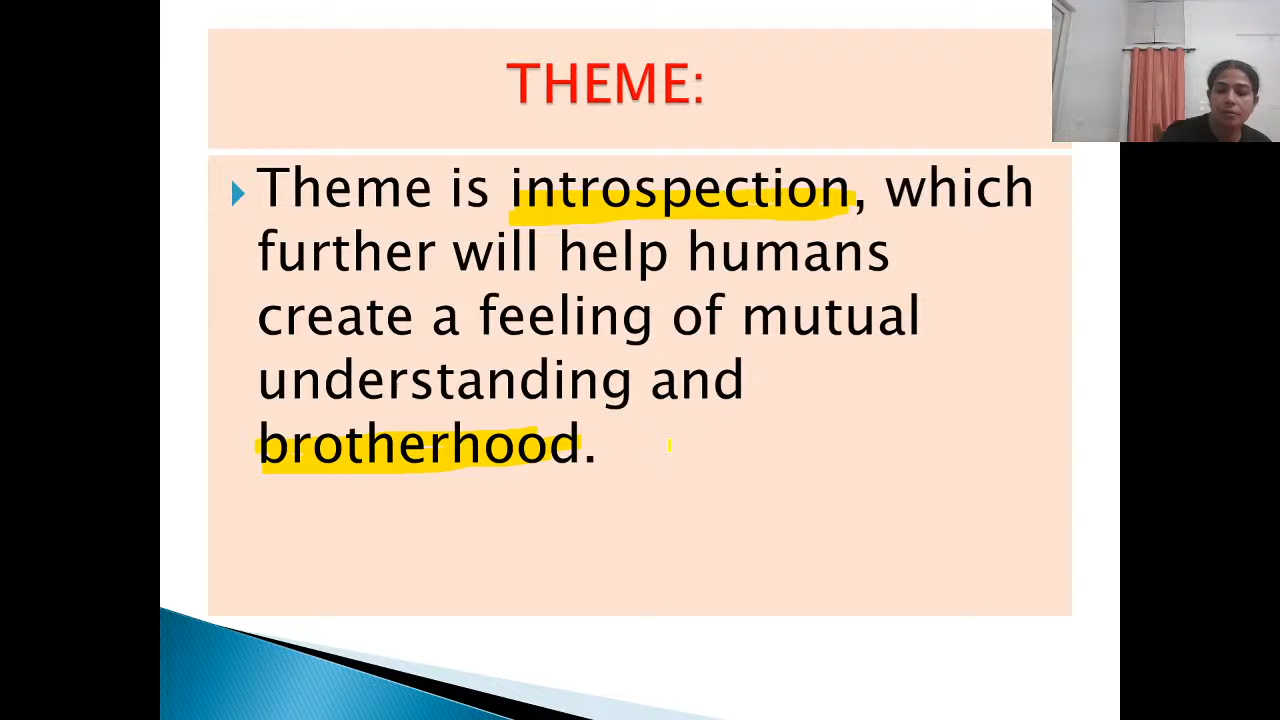 THEME:
Theme is introspection, which
further will help humans
create a feeling of mutual
understanding and
brotherhood.